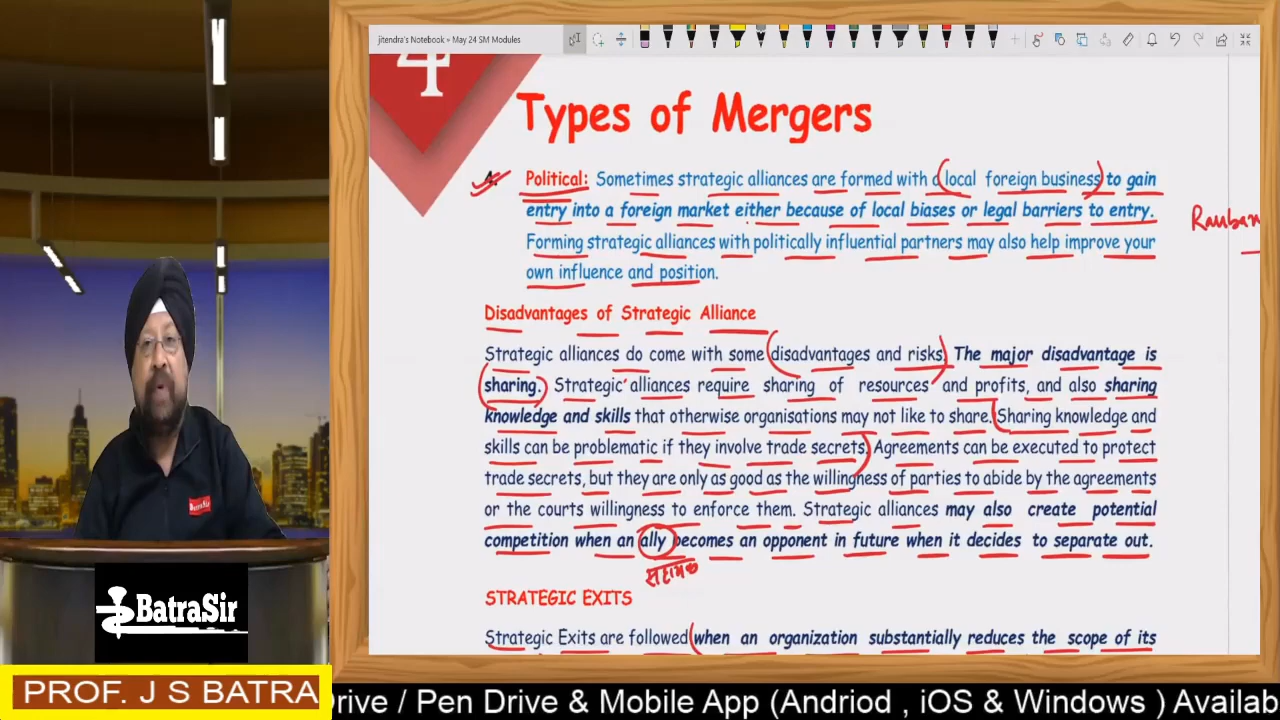 jitendra's Notebook » May 24 SM Modules
4
Types of Mergers
4. Political: Sometimes strategic alliances are formed with a local foreign business to gain
entry into a foreign market either because of local biases or legal barriers to entry.
Forming strategic alliances with politically influential partners may also help improve your
own influence and position.
Disadvantages of Strategic Alliance
Strategic alliances do come with some disadvantages and risks. The major disadvantage is
sharing. Strategic alliances require sharing of resources and profits, and also sharing
knowledge and skills that otherwise organisations may not like to share. Sharing knowledge and
skills can be problematic if they involve trade secrets. Agreements can be executed to protect
trade secrets, but they are only as good as the willingness of parties to abide by the agreements
or the courts willingness to enforce them. Strategic alliances may also create potential
competition when an ally becomes an opponent in future when it decides to separate out.
STRATEGIC EXITS
Strategic Exits are followed when an organization substantially reduces the scope of its
BatraSir
BatraSir
PROF. J S BATRA
Drive / Pen Drive & Mobile App (Andriod , iOS & Windows ) Availab